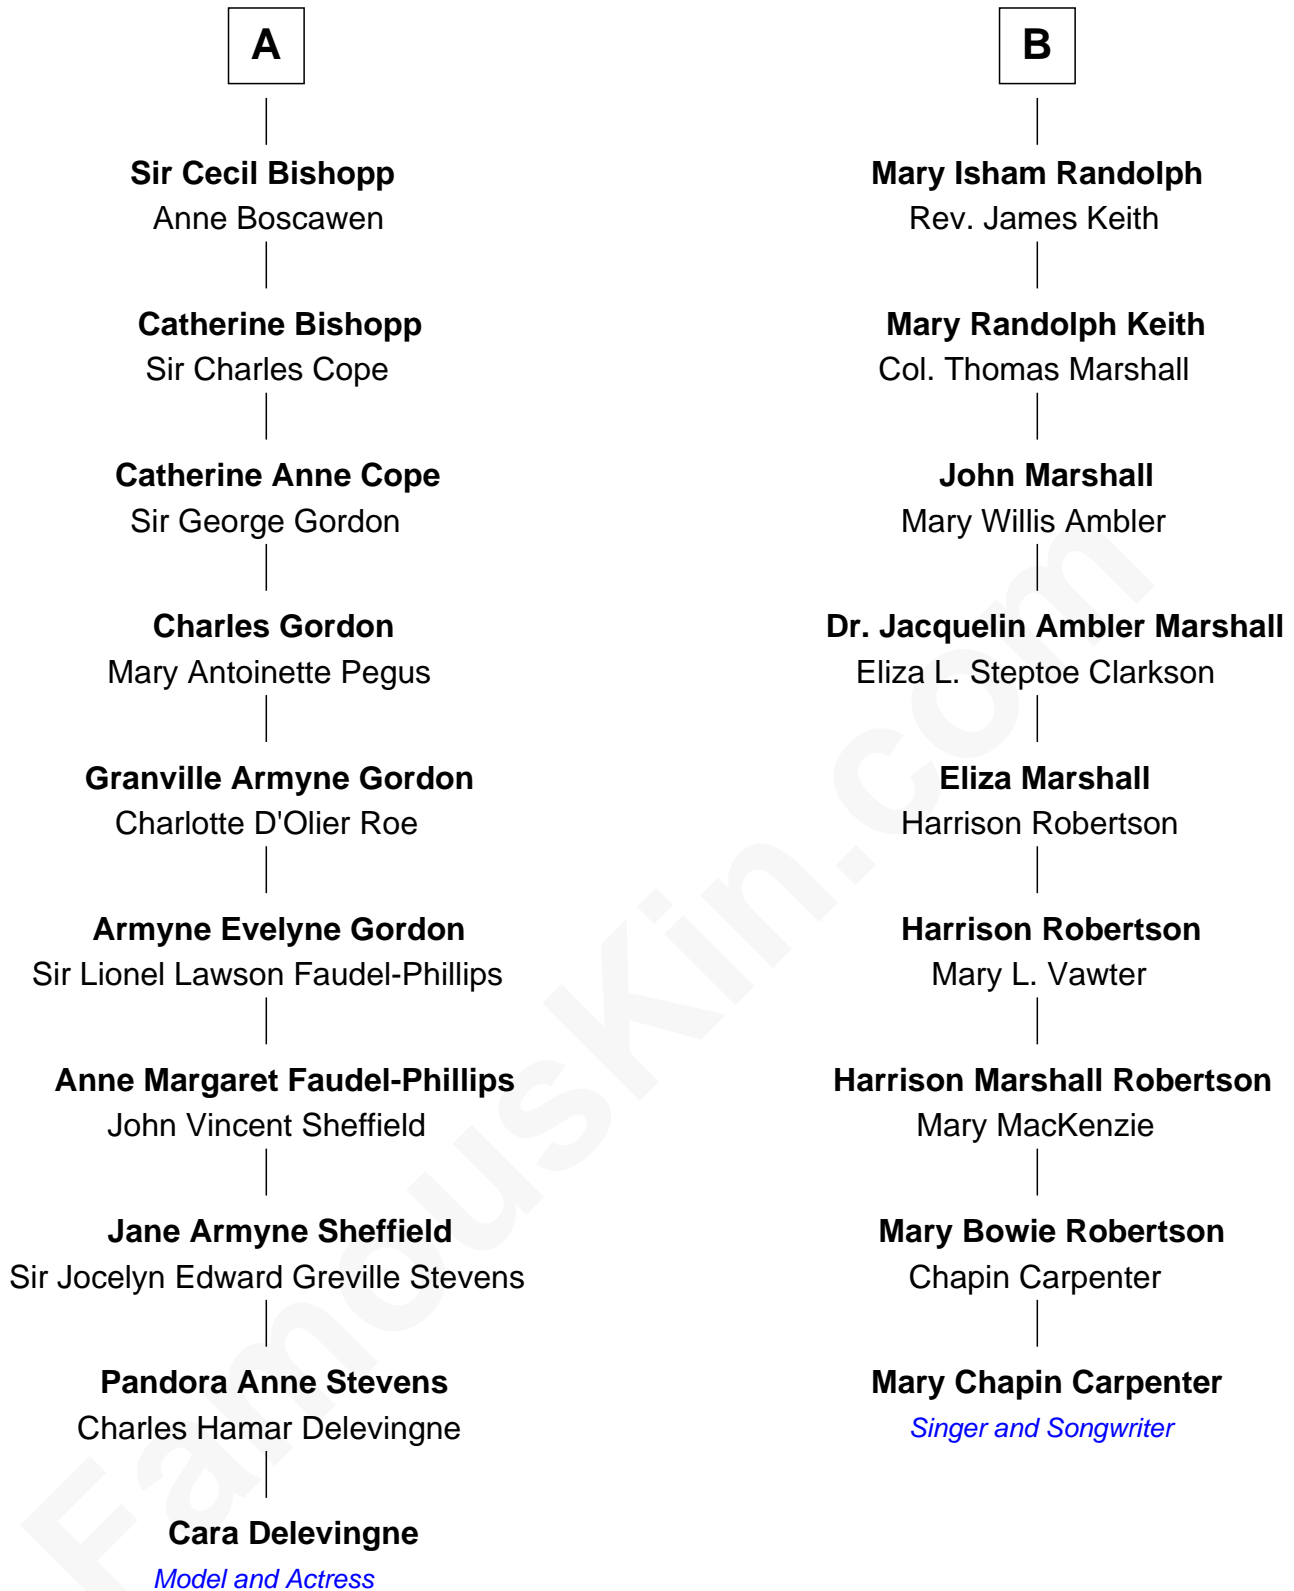 A
Sir Cecil Bishopp
Anne Boscawen
Catherine Bishopp
Sir Charles Cope
Catherine Anne Cope
Sir George Gordon
Charles Gordon
Mary Antoinette Pegus
Granville Armyne Gordon
Charlotte D'Olier Roe
Armyne Evelyne Gordon
Sir Lionel Lawson Faudel-Phillips
Anne Margaret Faudel-Phillips
John Vincent Sheffield
Jane Armyne Sheffield
Sir Jocelyn Edward Greville Stevens
Pandora Anne Stevens
Charles Hamar Delevingne
Cara Delevingne
Model and Actress
B
Mary Isham Randolph
Rev. James Keith
Mary Randolph Keith
Col. Thomas Marshall
John Marshall
Mary Willis Ambler
Dr. Jacquelin Ambler Marshall
Eliza L. Steptoe Clarkson
Eliza Marshall
Harrison Robertson
Harrison Robertson
Mary L. Vawter
Harrison Marshall Robertson
Mary MacKenzie
Mary Bowie Robertson
Chapin Carpenter
Mary Chapin Carpenter
Singer and Songwriter
FamousKin.com